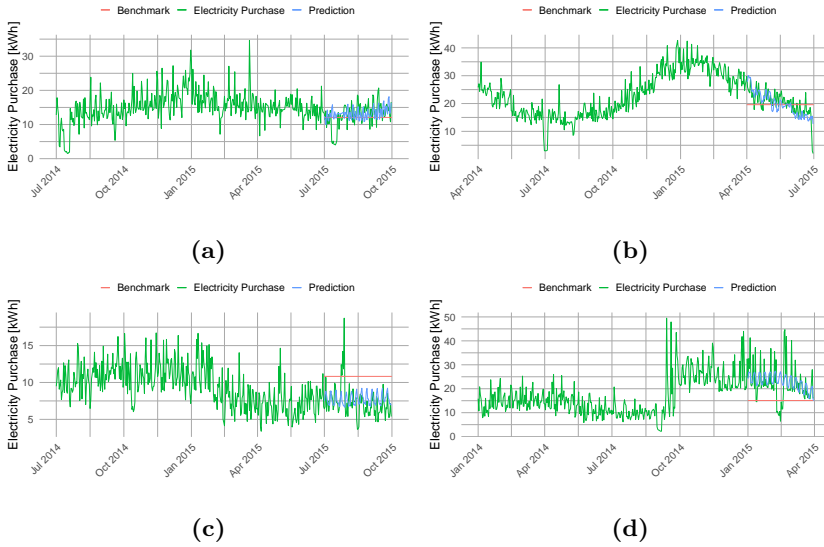 Benchmark Electricity Purchase Prediction
Electricity Purchase [kWh]
30
20
10
0
Jul 2014 Oct 2014 Jan 2015 Apr 2015 Jul 2015 Oct 2015
(a)
Benchmark Electricity Purchase Prediction
Electricity Purchase [kWh]
40
30
20
10
Apr 2014 Jul 2014 Oct 2014 Jan 2015 Apr 2015 Jul 2015
(b)
Benchmark Electricity Purchase Prediction
Electricity Purchase [kWh]
15
10
5
Jul 2014 Oct 2014 Jan 2015 Apr 2015 Jul 2015 Oct 2015
(c)
Benchmark Electricity Purchase Prediction
Electricity Purchase [kWh]
50
40
30
20
10
0
Jan 2014 Apr 2014 Jul 2014 Oct 2014 Jan 2015 Apr 2015
(d)